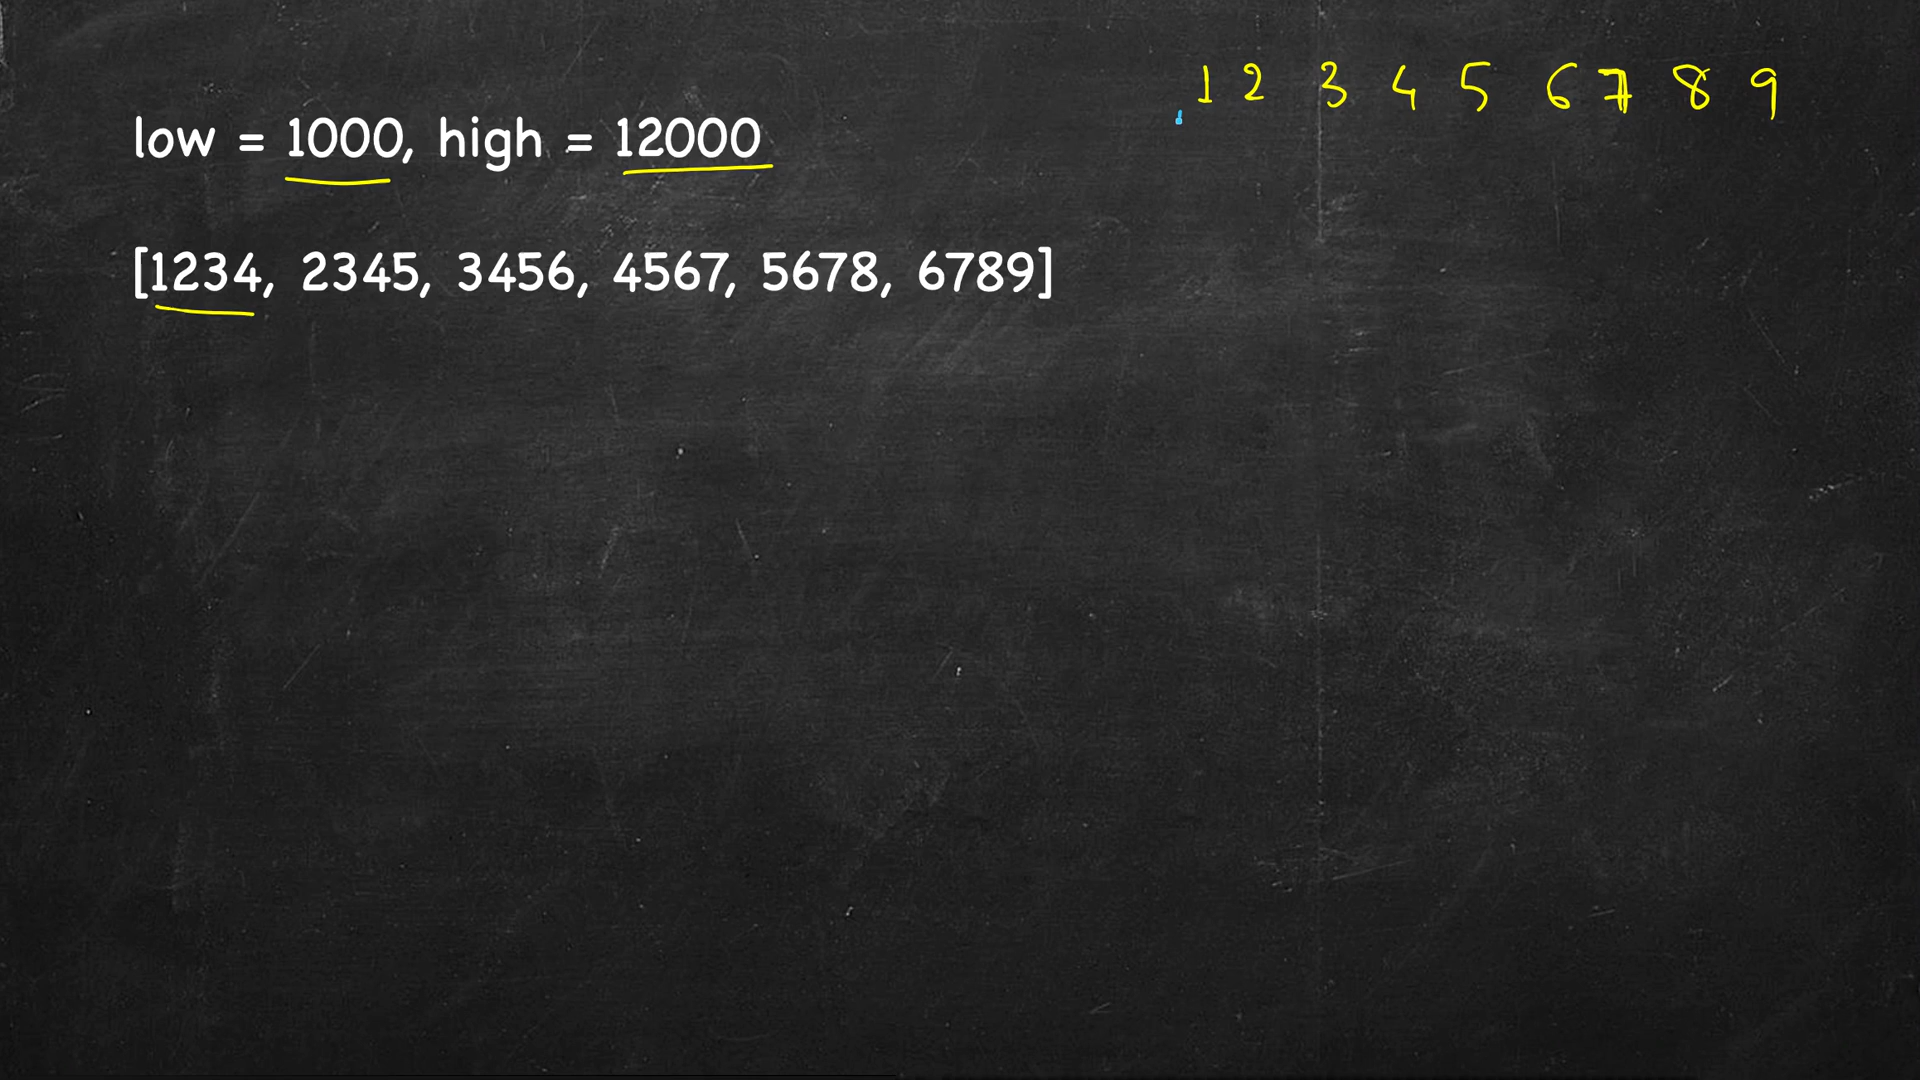 1 2 3 4 5 6 7 8 9
low = 1000, high = 12000
[1234, 2345, 3456, 4567, 5678, 6789]